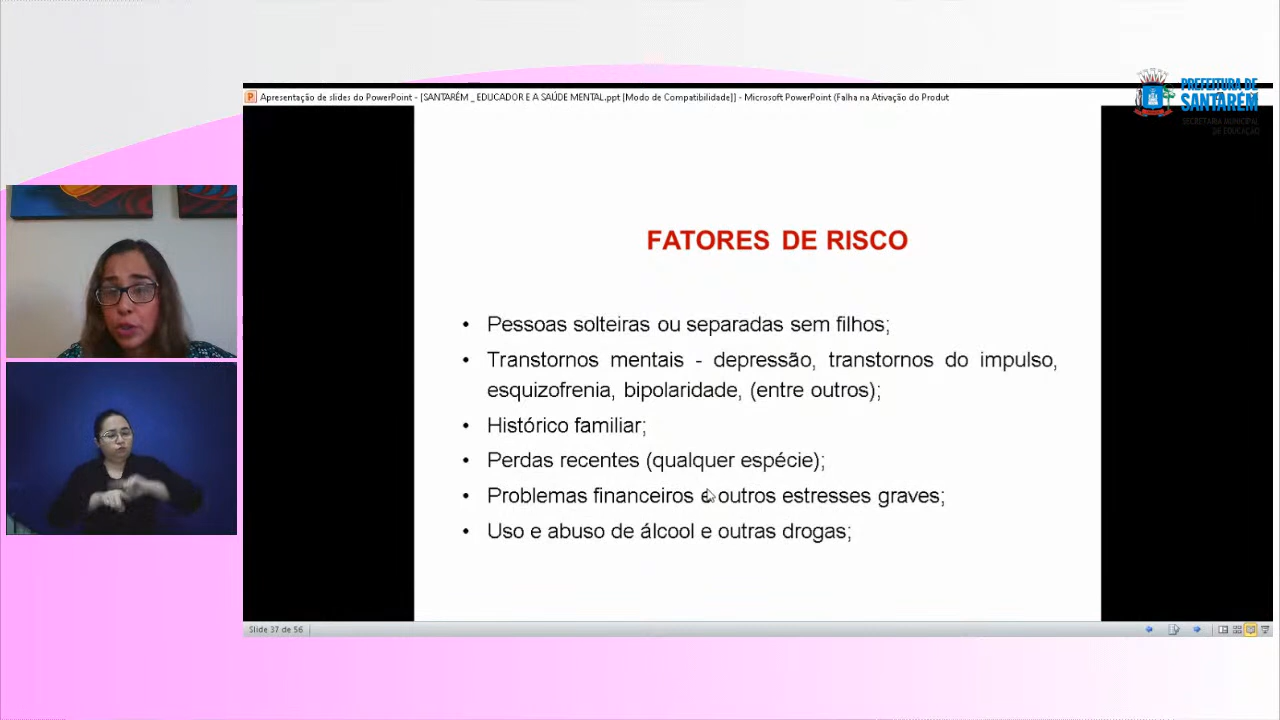 Apresentação de slides do PowerPoint - [SANTARÉM _ EDUCADOR E A SAÚDE MENTAL.ppt [Modo de Compatibilidade]] - Microsoft PowerPoint (Falha na Ativação do Produt
PREFEITURA DE
SANTARÉM
SECRETARIA MUNICIPAL
DE EDUCAÇÃO
FATORES DE RISCO
• Pessoas solteiras ou separadas sem filhos;
• Transtornos mentais - depressão, transtornos do impulso,
esquizofrenia, bipolaridade, (entre outros);
• Histórico familiar;
• Perdas recentes (qualquer espécie);
• Problemas financeiros e outros estresses graves;
• Uso e abuso de álcool e outras drogas;
Slide 37 de 56